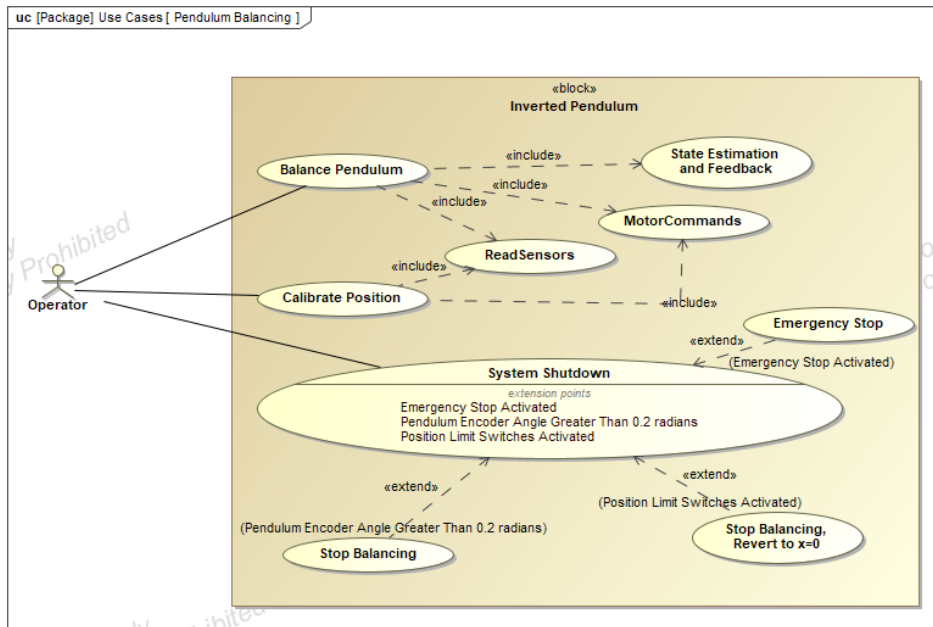 uc [Package] Use Cases [ Pendulum Balancing ]
«block»
Inverted Pendulum
Balance Pendulum
«include»
State Estimation
and Feedback
«include»
«include»
MotorCommands
ReadSensors
Prohibited
Operator
«include»
Calibrate Position
«include»
Emergency Stop
«extend»
(Emergency Stop Activated)
System Shutdown
extension points
Emergency Stop Activated
Pendulum Encoder Angle Greater Than 0.2 radians
Position Limit Switches Activated
«extend»
«extend»
(Position Limit Switches Activated)
(Pendulum Encoder Angle Greater Than 0.2 radians)
Stop Balancing
Stop Balancing,
Revert to x=0